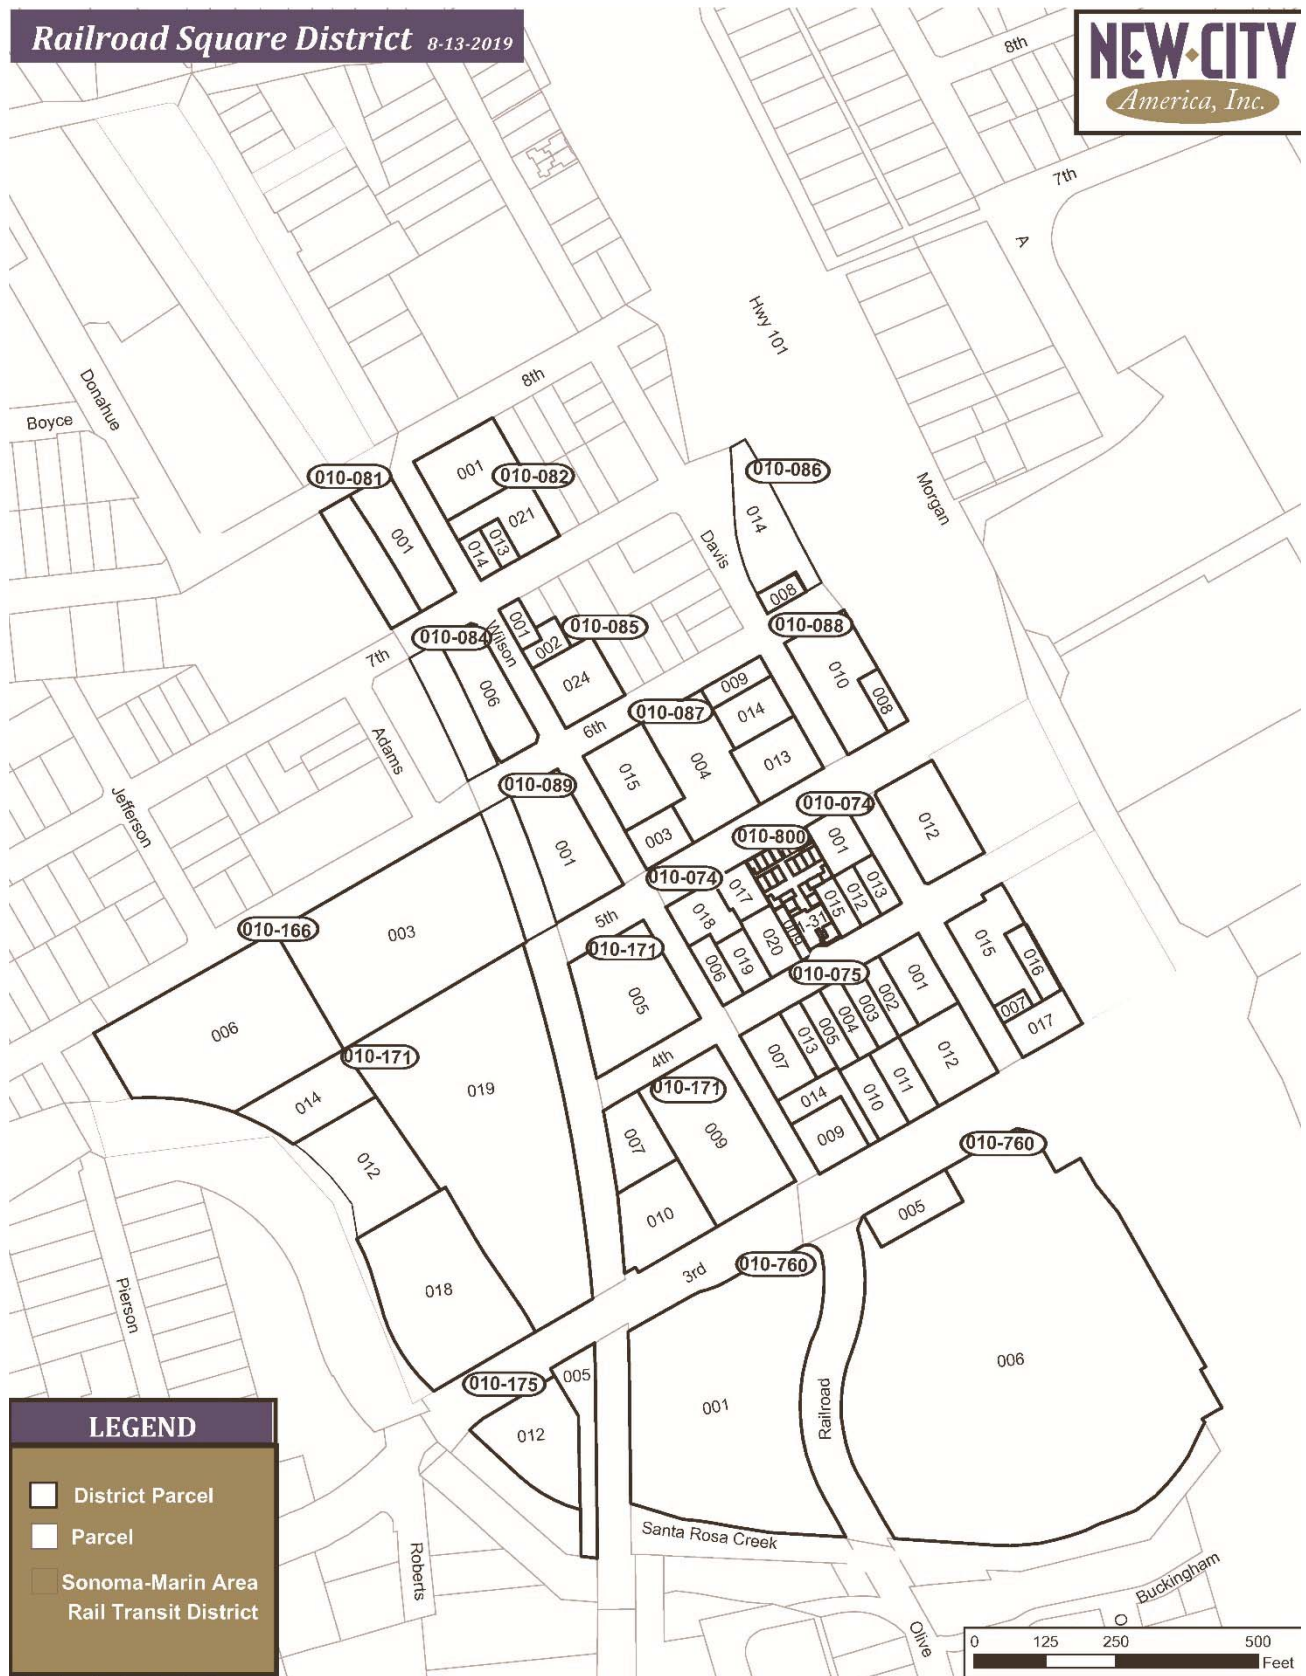 Railroad Square District 8-13-2019
NEW CITY
America, Inc.
8th
7th
A
Hwy 101
Donahue
Boyce
8th
010-081
001
010-082
010-086
Morgan
001
021
013
014
014
Davis
008
001
010-085
010-088
010-084
Wilson
002
7th
006
024
010
009
008
010-087
014
6th
Adams
004
013
015
010-089
010-074
Jefferson
012
003
010-800
001
001
010-074
017
013
012
015
018
1-31
009
020
5th
010-166
003
010-171
019
006
015
016
010-075
001
002
003
004
005
013
007
005
007
017
006
4th
010-171
012
011
010
014
009
019
014
010-171
009
007
012
010-760
005
010
3rd
010-760
018
Pierson
006
010-175
005
001
Railroad
012
LEGEND
District Parcel
Parcel
Sonoma-Marin Area
Rail Transit District
Santa Rosa Creek
Roberts
Buckingham
O
Olive
0 125 250 500
Feet